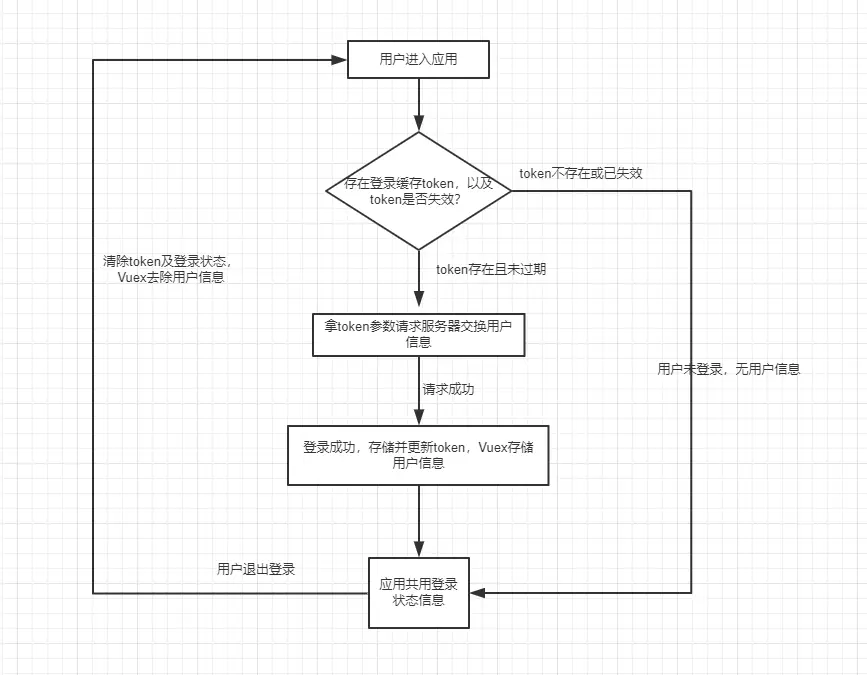 用户进入应用
存在登录缓存token，以及
token是否失效？
token不存在或已失效
清除token及登录状态，
Vuex去除用户信息
token存在且未过期
拿token参数请求服务器交换用户
信息
用户未登录，无用户信息
请求成功
登录成功，存储并更新token，Vuex存储
用户信息
用户退出登录
应用共用登录
状态信息